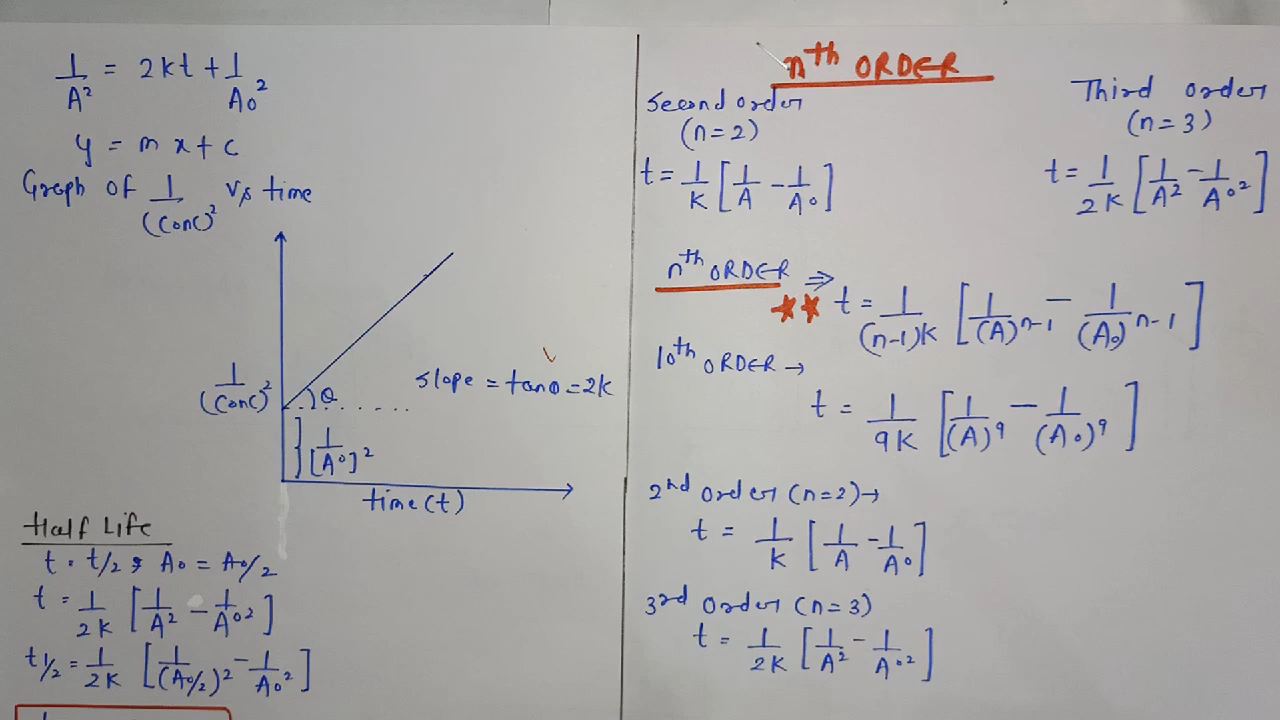 1/A² = 2kt + 1/A₀²
y = m x + c
Graph of 1/(Conc)² v/s time
1/(Conc)²
θ
slope = tanθ = 2K
1/[A₀]²
time(t)
Half Life
t = t/2 & A₀ = A₀/2
t = 1/2K [1/A² - 1/A₀²]
t½ = 1/2K [1/(A₀/2)² - 1/A₀²]
nth ORDER
Second order
(n=2)
t = 1/K [1/A - 1/A₀]
Third order
(n=3)
t = 1/2K [1/A² - 1/A₀²]
nth ORDER ⇒ t = 1/(n-1)K [1/(A)ⁿ⁻¹ - 1/(A₀)ⁿ⁻¹]
10th ORDER →
t = 1/9K [1/(A)⁹ - 1/(A₀)⁹]
2nd order (n=2) →
t = 1/K [1/A - 1/A₀]
3rd order (n=3)
t = 1/2K [1/A² - 1/A₀²]